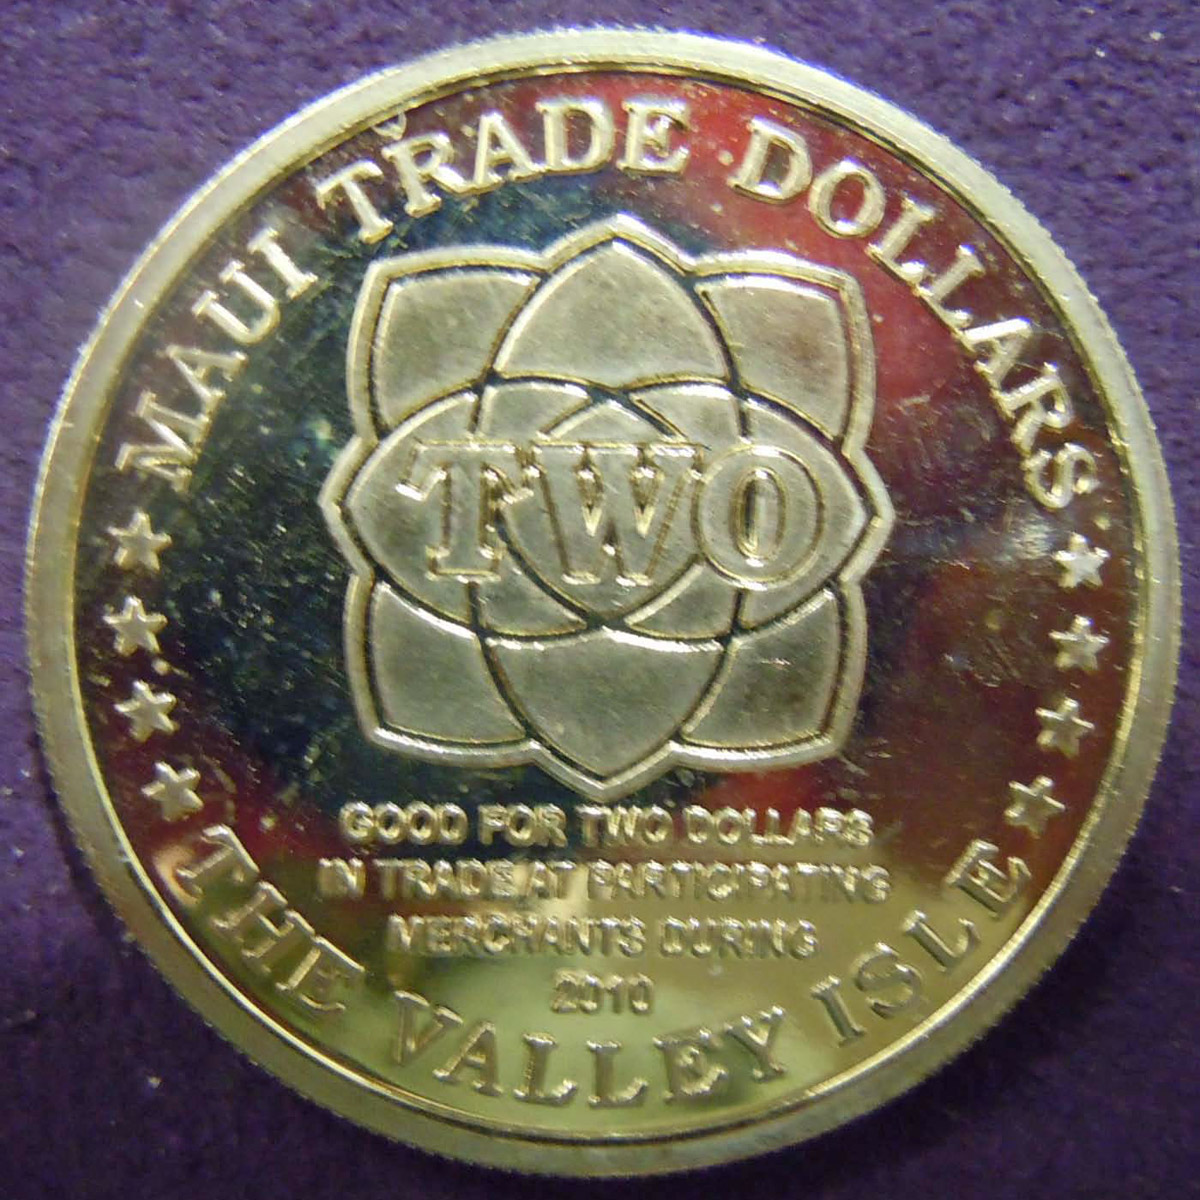 MAUI TRADE DOLLARS
TWO
GOOD FOR TWO DOLLARS
IN TRADE AT PARTICIPATING
MERCHANTS DURING
2010
THE VALLEY ISLE